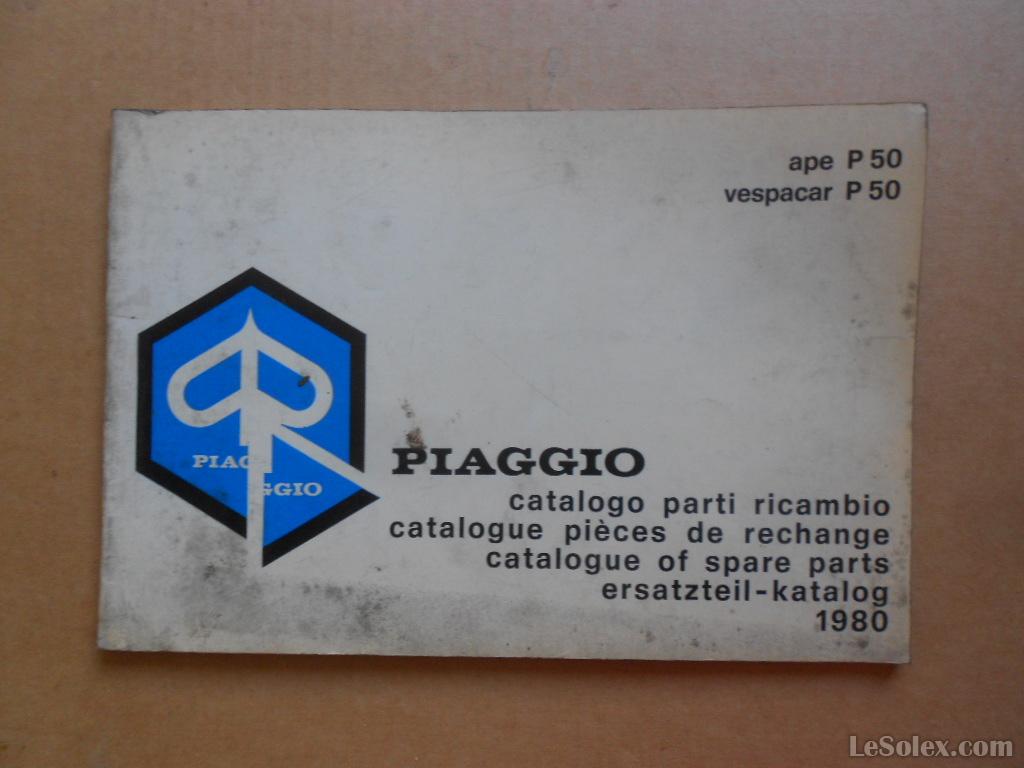 ape P 50
vespacar P 50
PIAGGIO
PIAGGIO
catalogo parti ricambio
catalogue pièces de rechange
catalogue of spare parts
ersatzteil-katalog
1980
LeSolex.com